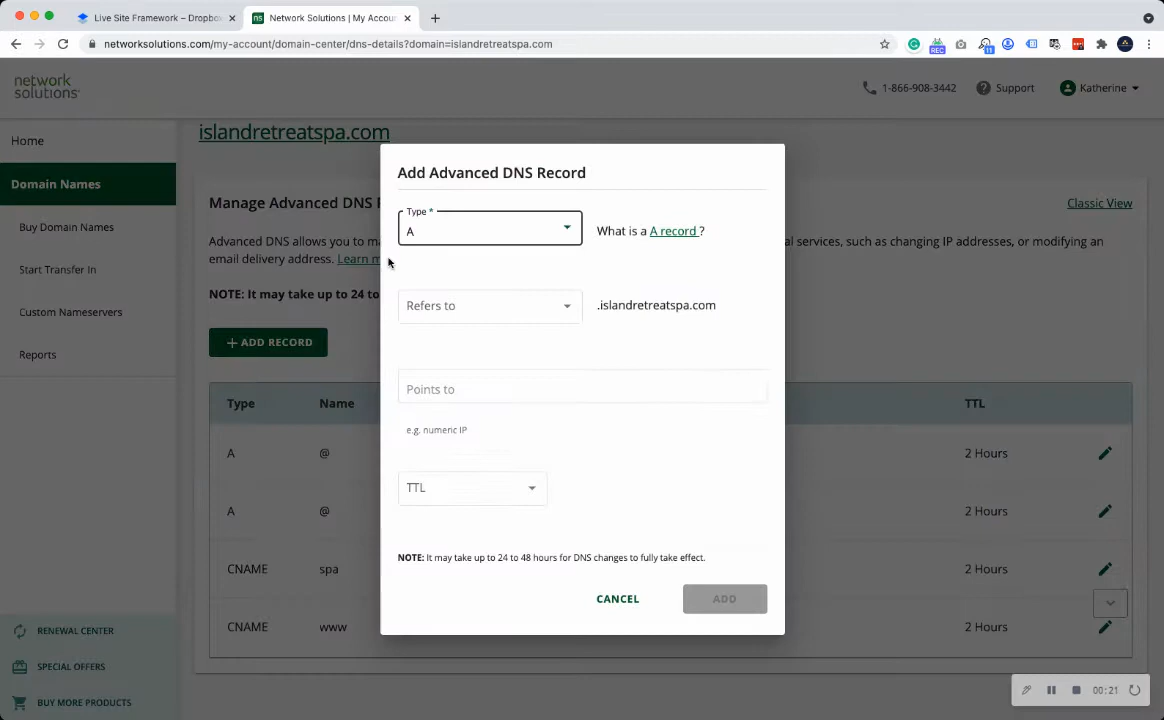 Live Site Framework – Dropbo
Network Solutions | My Accou
networksolutions.com/my-account/domain-center/dns-details?domain=islandretreatspa.com
REC
11
network
solutions
1-866-908-3442
Support
Katherine
Home
Domain Names
Buy Domain Names
Start Transfer In
Custom Nameservers
Reports
RENEWAL CENTER
SPECIAL OFFERS
BUY MORE PRODUCTS
islandretreatspa.com
Manage Advanced DNS
Classic View
Advanced DNS allows you to ma
al services, such as changing IP addresses, or modifying an
email delivery address. Learn m
NOTE: It may take up to 24 to
+ ADD RECORD
Type Name TTL
A @ 2 Hours
A @ 2 Hours
CNAME spa 2 Hours
CNAME www 2 Hours
Add Advanced DNS Record
Type *
A
What is a A record ?
Refers to
.islandretreatspa.com
Points to
e.g. numeric IP
TTL
NOTE: It may take up to 24 to 48 hours for DNS changes to fully take effect.
CANCEL
ADD
00:21